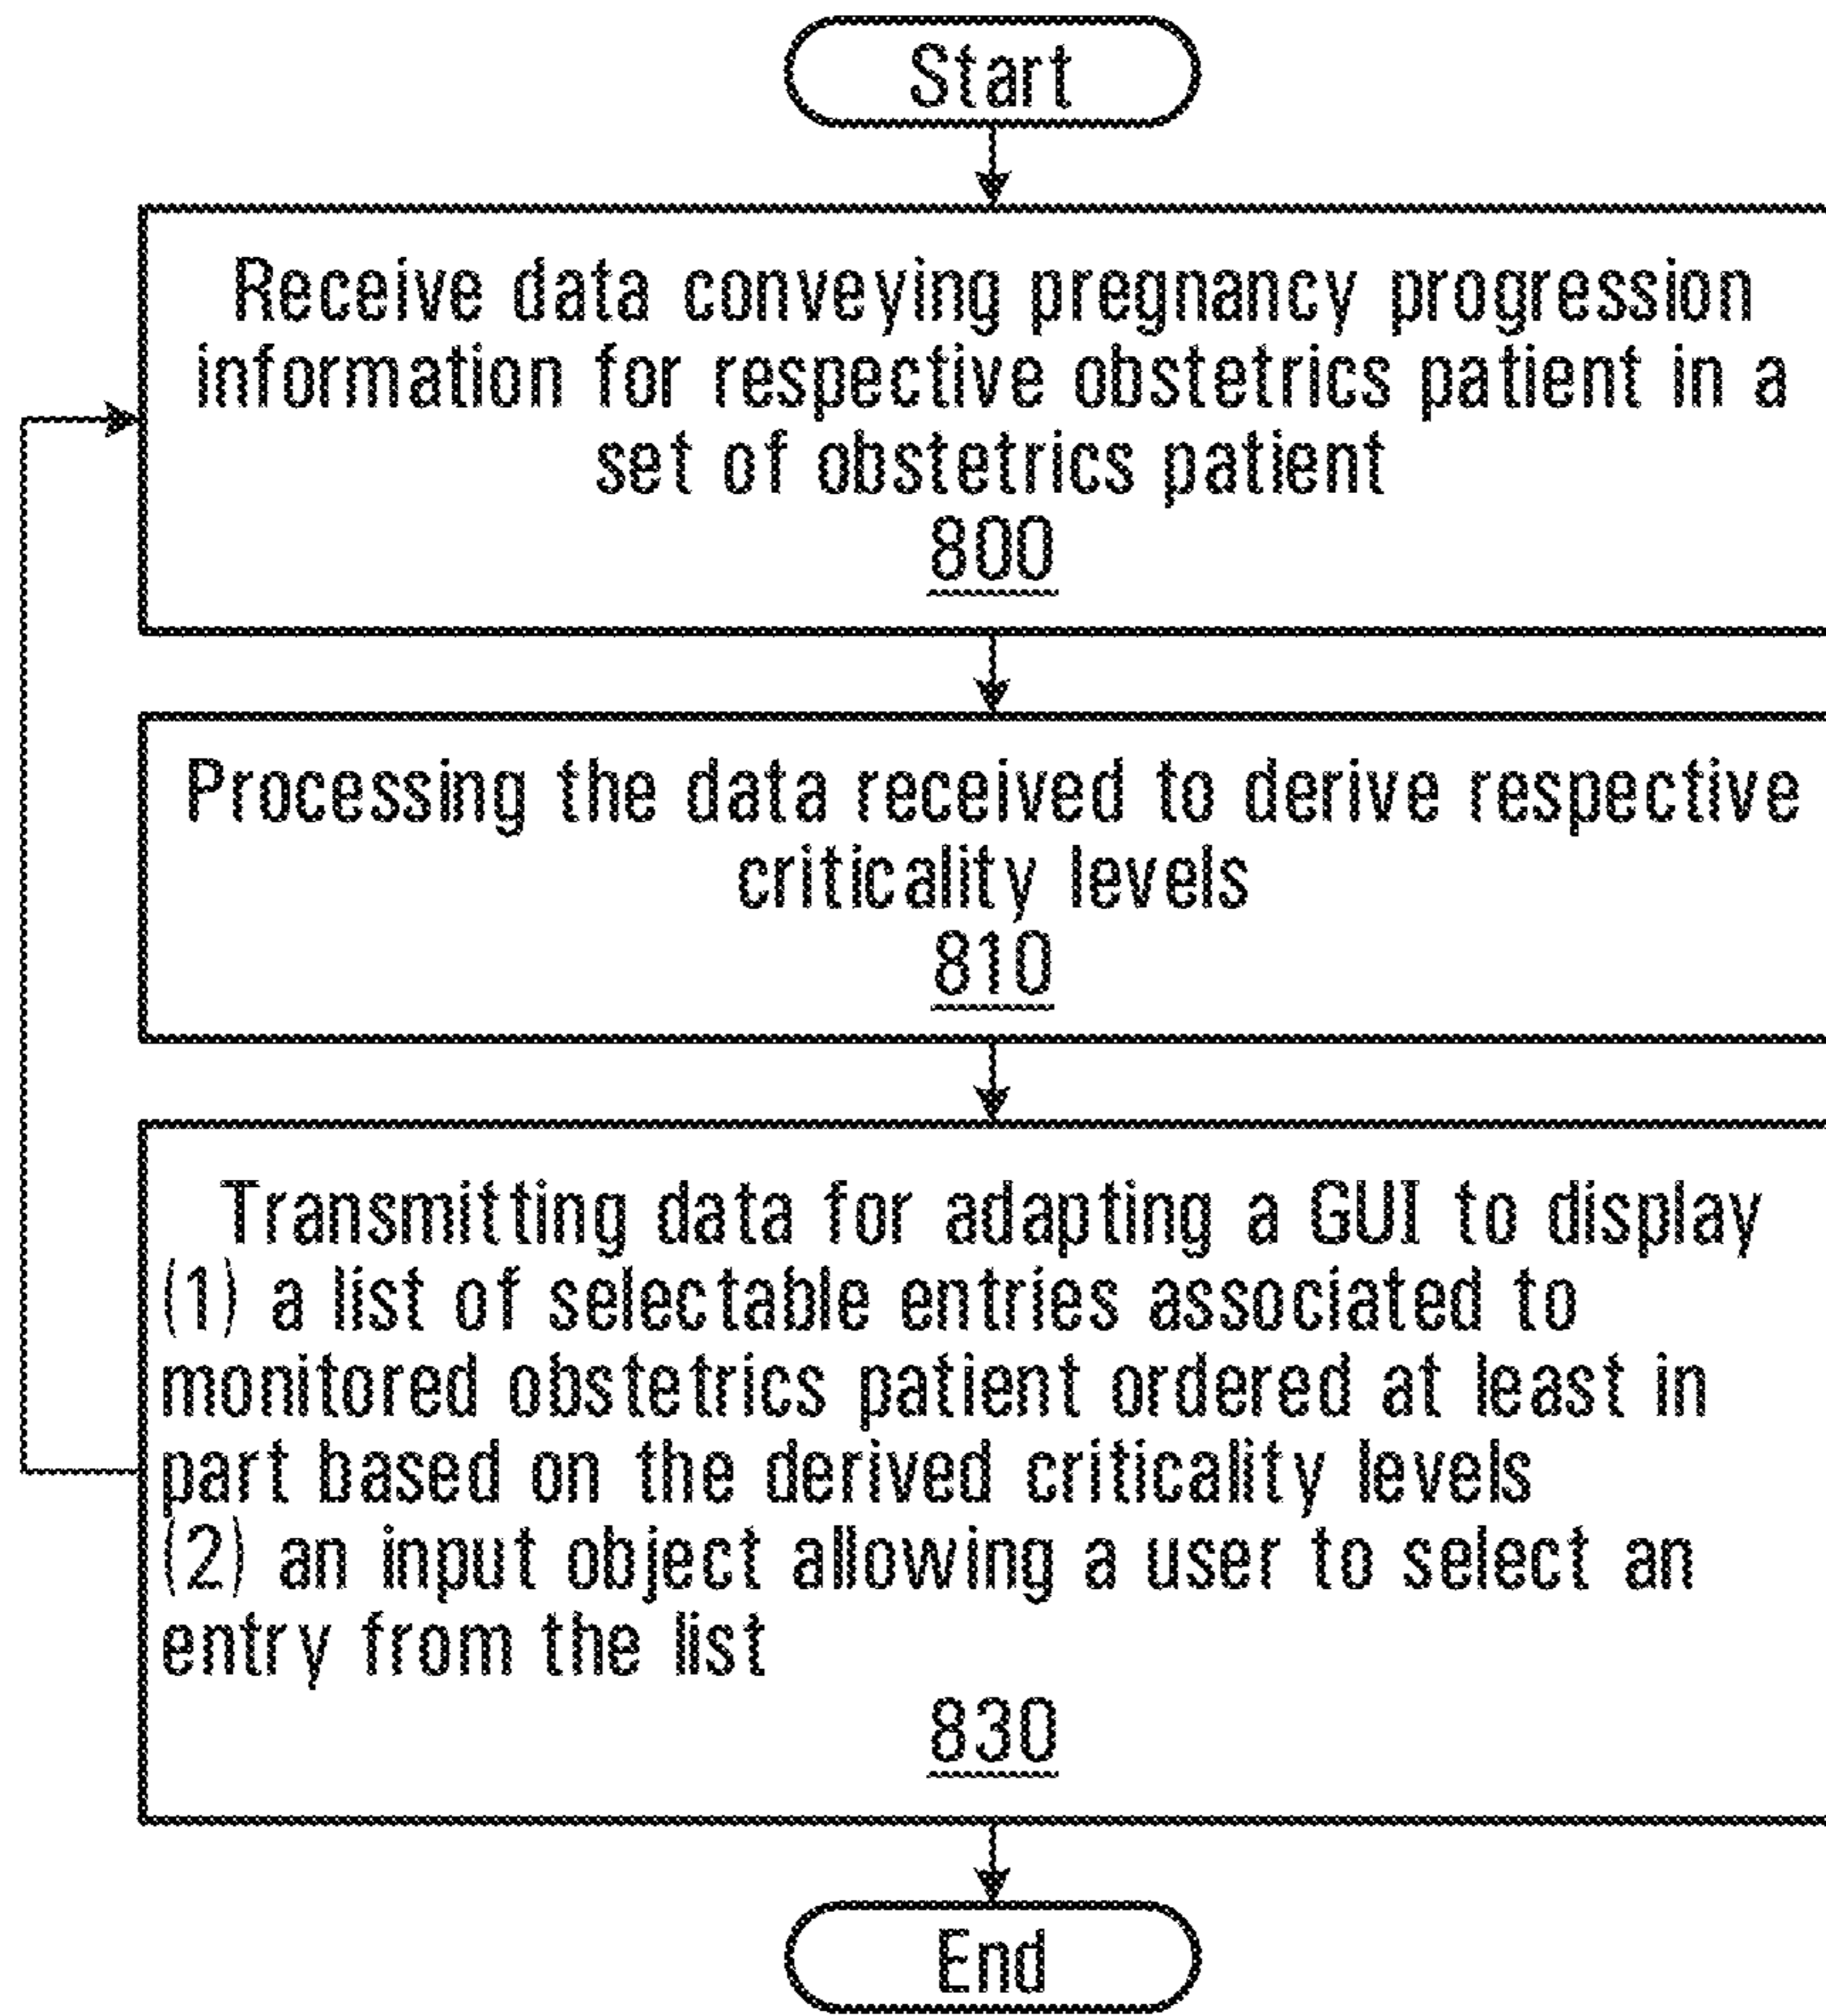 Start
Receive data conveying pregnancy progression
information for respective obstetrics patient in a
set of obstetrics patient
800
Processing the data received to derive respective
criticality levels
810
Transmitting data for adapting a GUI to display
(1) a list of selectable entries associated to
monitored obstetrics patient ordered at least in
part based on the derived criticality levels
(2) an input object allowing a user to select an
entry from the list
830
End